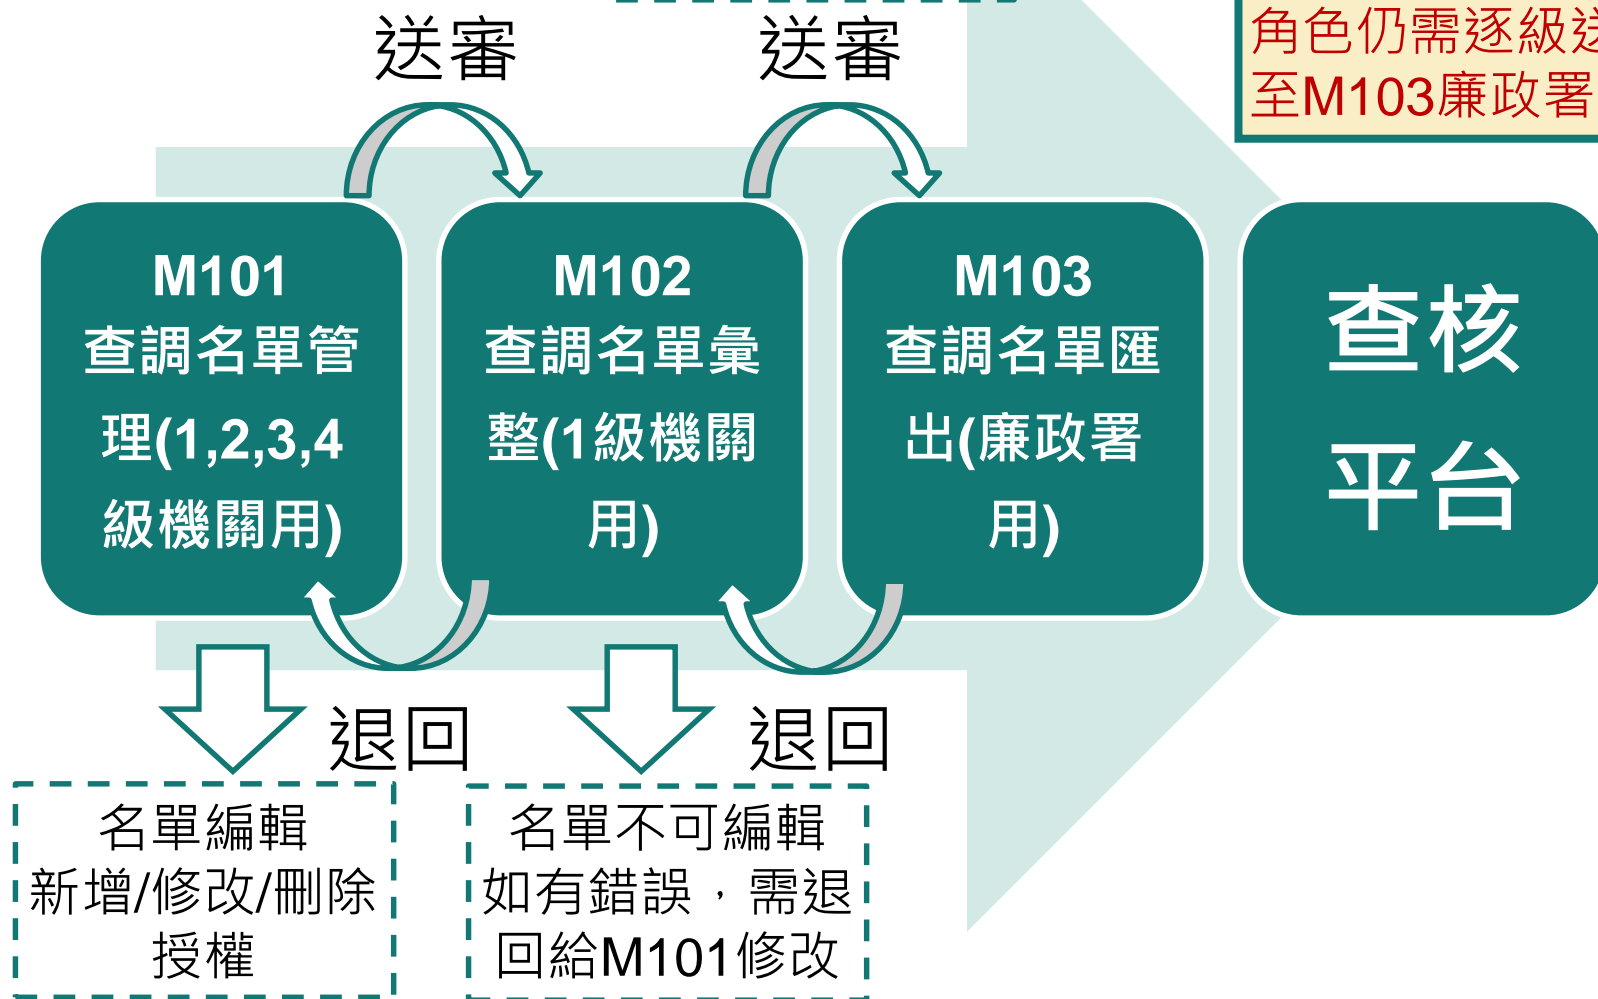 角色仍需逐級送
至M103廉政署
送審
送審
M101
查調名單管
理(1,2,3,4
級機關用)
M102
查調名單彙
整(1級機關
用)
M103
查調名單匯
出(廉政署
用)
查核
平台
退回
退回
名單編輯
新增/修改/刪除
授權
名單不可編輯
如有錯誤，需退
回給M101修改